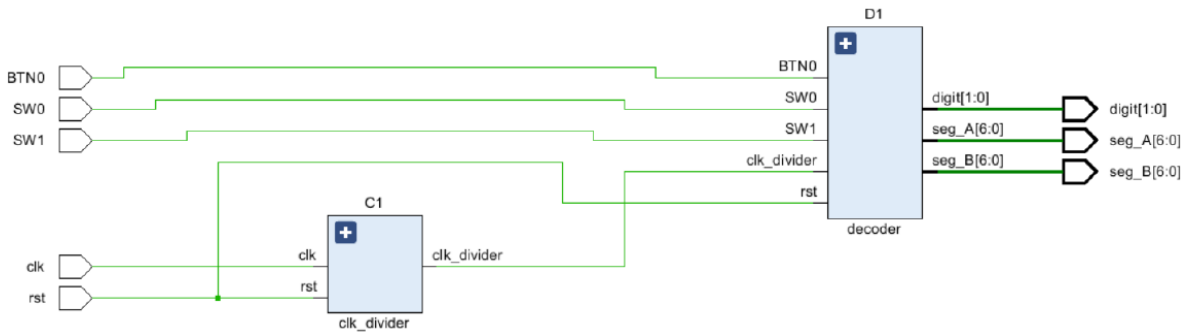 D1
BTN0
BTN0
SW0
SW0
digit[1:0]
digit[1:0]
SW1
SW1
seg_A[6:0]
seg_A[6:0]
clk_divider
seg_B[6:0]
seg_B[6:0]
rst
C1
decoder
clk
clk
clk_divider
rst
rst
clk_divider